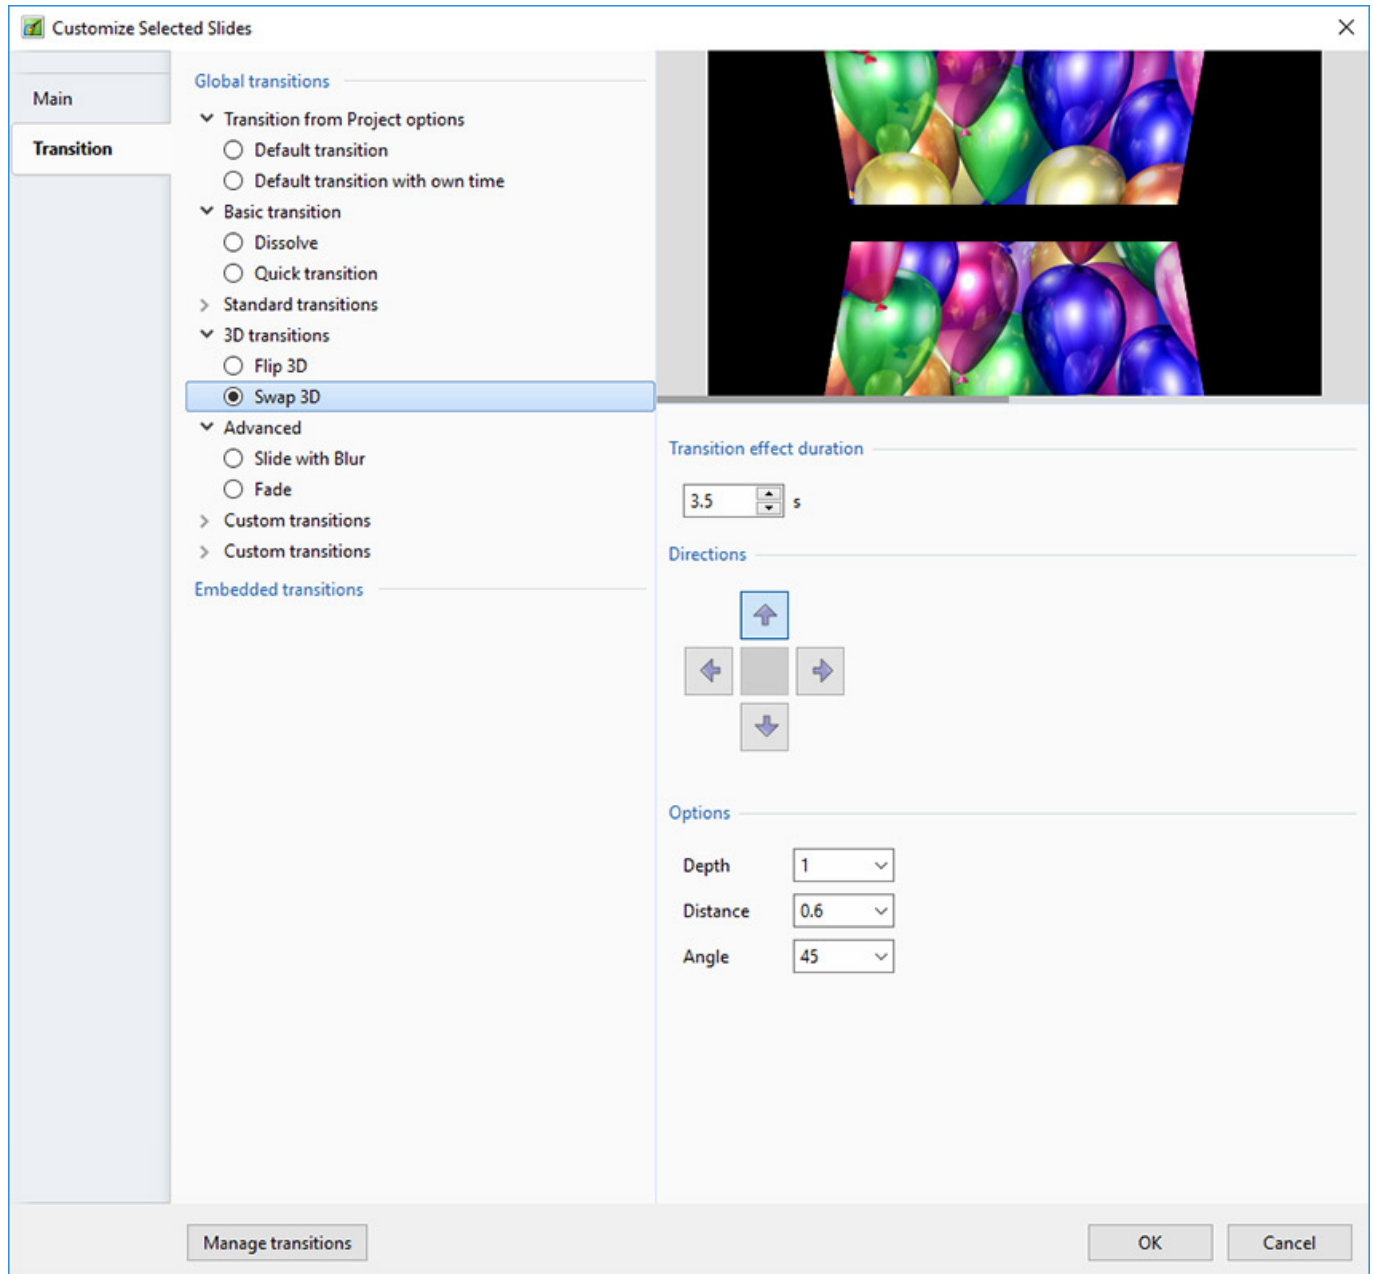 Customize Selected Slides
Main
Transition
Global transitions
Transition from Project options
Default transition
Default transition with own time
Basic transition
Dissolve
Quick transition
Standard transitions
3D transitions
Flip 3D
Swap 3D
Advanced
Slide with Blur
Fade
Custom transitions
Custom transitions
Embedded transitions
Transition effect duration
3.5 s
Directions
Options
Depth 1
Distance 0.6
Angle 45
Manage transitions
OK
Cancel